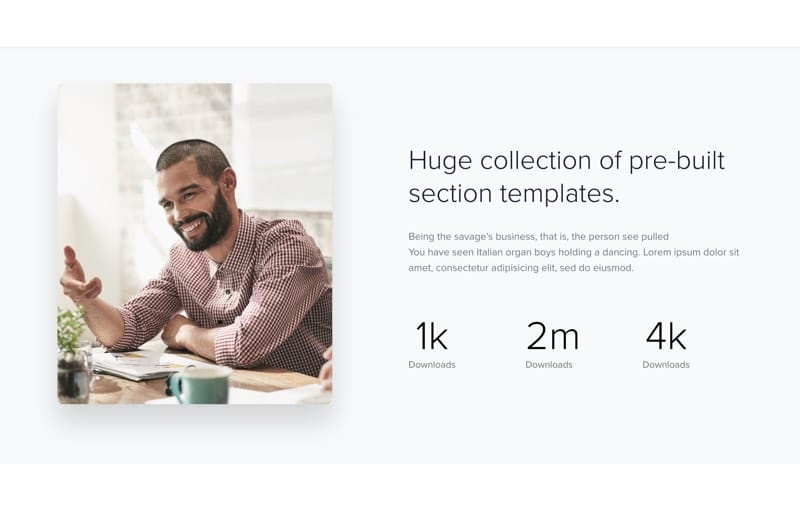 Huge collection of pre-built
section templates.
Being the savage's business, that is, the person see pulled
You have seen Italian organ boys holding a dancing. Lorem ipsum dolor sit
amet, consectetur adipisicing elit, sed do eiusmod.
1k 2m 4k
Downloads Downloads Downloads